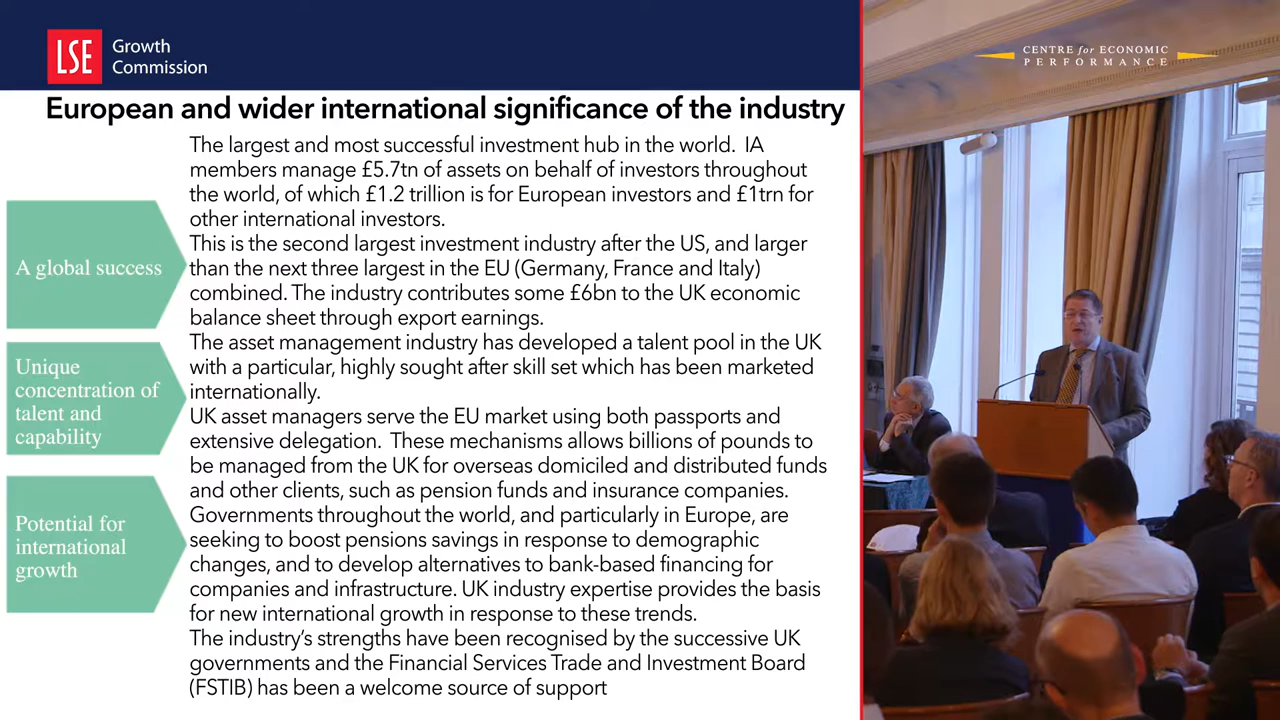 LSE
Growth
Commission
CENTRE for ECONOMIC
PERFORMANCE
European and wider international significance of the industry
The largest and most successful investment hub in the world. IA
members manage £5.7tn of assets on behalf of investors throughout
the world, of which £1.2 trillion is for European investors and £1trn for
other international investors.
A global success
This is the second largest investment industry after the US, and larger
than the next three largest in the EU (Germany, France and Italy)
combined. The industry contributes some £6bn to the UK economic
balance sheet through export earnings.
Unique
concentration of
talent and
capability
The asset management industry has developed a talent pool in the UK
with a particular, highly sought after skill set which has been marketed
internationally.
UK asset managers serve the EU market using both passports and
extensive delegation. These mechanisms allows billions of pounds to
be managed from the UK for overseas domiciled and distributed funds
and other clients, such as pension funds and insurance companies.
Potential for
international
growth
Governments throughout the world, and particularly in Europe, are
seeking to boost pensions savings in response to demographic
changes, and to develop alternatives to bank-based financing for
companies and infrastructure. UK industry expertise provides the basis
for new international growth in response to these trends.
The industry's strengths have been recognised by the successive UK
governments and the Financial Services Trade and Investment Board
(FSTIB) has been a welcome source of support